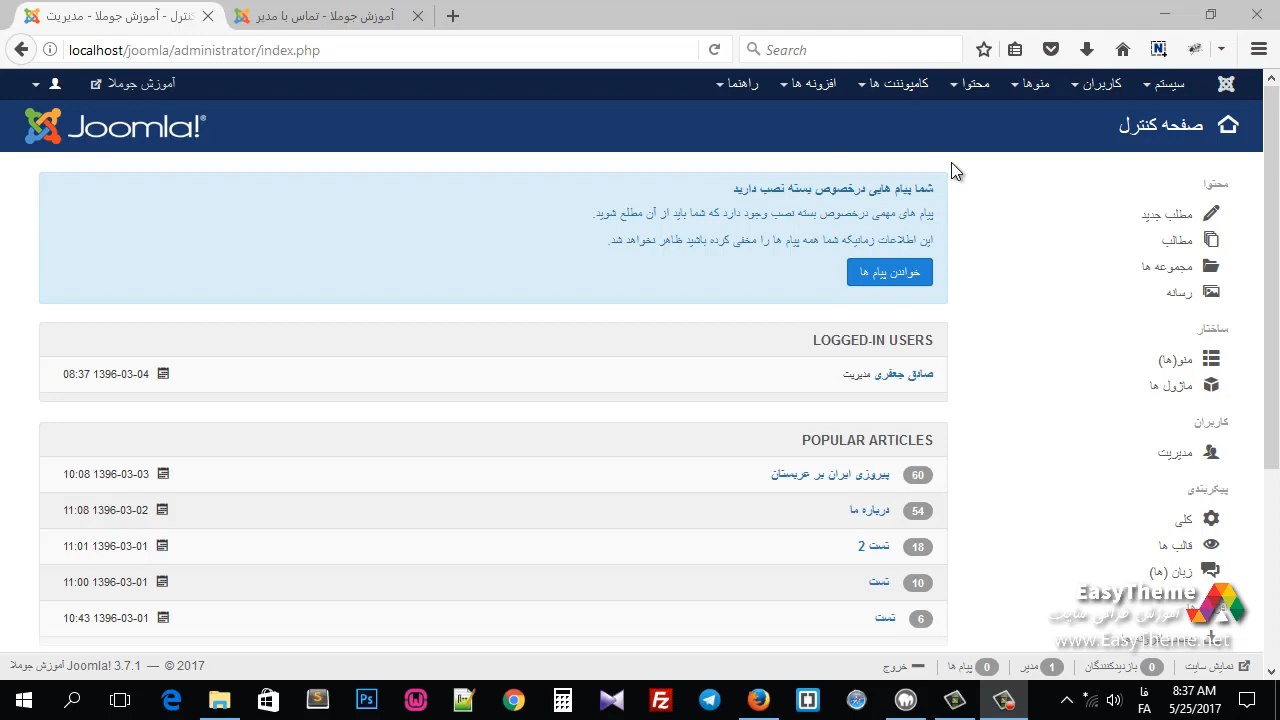 کنترل - آموزش جوملا - مدیریت
آموزش جوملا - تماس با مدیر
localhost/joomla/administrator/index.php
Search
سیستم
کاربران
منوها
محتوا
کامپوننت ها
افزونه ها
راهنما
آموزش جوملا
صفحه کنترل
Joomla!®
محتوا
مطلب جدید
مطالب
مجموعه ها
رسانه
ساختار
منو(ها)
ماژول ها
کاربران
مدیریت
پیکربندی
کلی
قالب ها
زبان (ها)
شما پیام هایی درخصوص بسته نصب دارید
پیام های مهمی درخصوص بسته نصب وجود دارد که شما باید از آن مطلع شوید.
این اطلاعات زمانیکه شما همه پیام ها را مخفی کرده باشید ظاهر نخواهد شد.
خواندن پیام ها
LOGGED-IN USERS
صادق جعفری مدیریت 1396-03-04 08:37
POPULAR ARTICLES
60 پیروزی ایران بر عربستان 1396-03-03 10:08
54 درباره ما 1396-03-02 11:08
18 تست 2 1396-03-01 11:01
10 تست 1396-03-01 11:00
6 تست 1396-03-01 10:43
EasyTheme
آموزش طراحی سایت
www.Easy-Theme.net
نمایش سایت
0 بازدیدکنندگان
1 مدیر
0 پیام ها
خروج
آموزش جوملا Joomla! 3.7.1 — © 2017
فا
FA
8:37 AM
5/25/2017